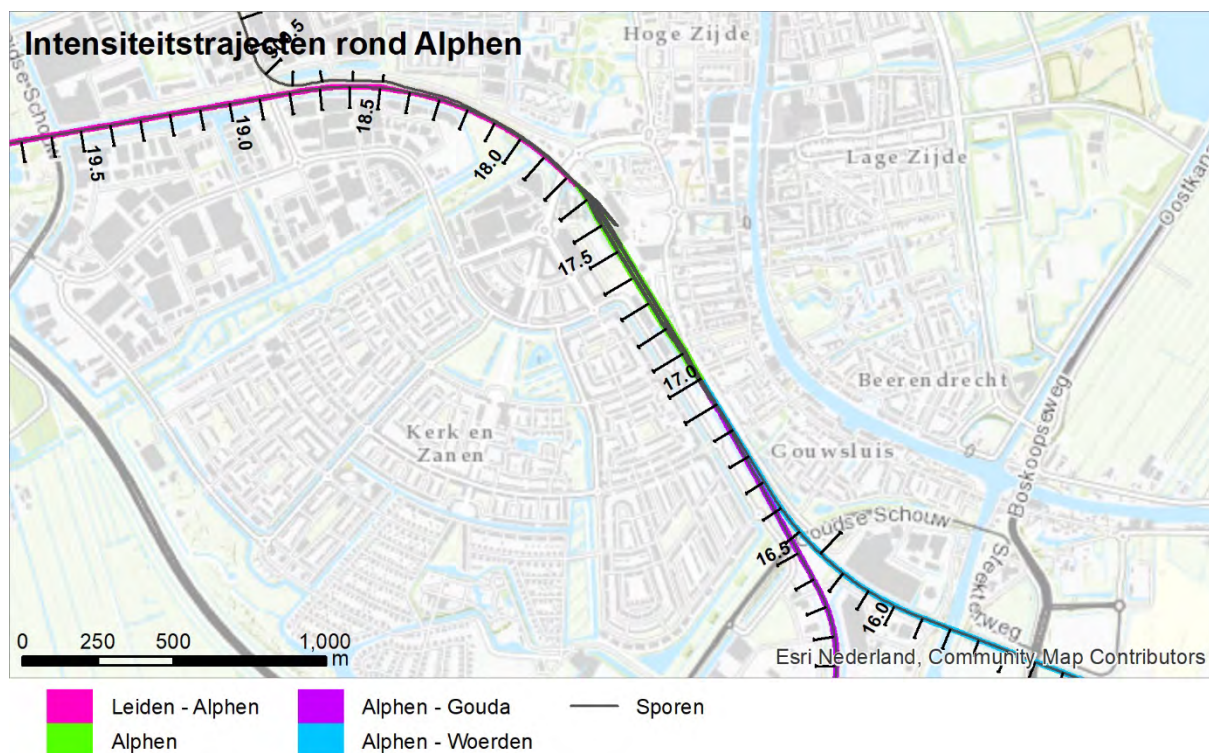 Intensiteitstrajecten rond Alphen
Hoge Zijde
18.5
19.0
19.5
18.0
Lage Zijde
17.5
17.0
Beerendrecht
Kerk en
Zanen
Gouwsluis
Boskoopseweg
Goudse Schouw
16.5
Steekterweg
16.0
0 250 500 1,000
m
Esri Nederland, Community Map Contributors
Leiden - Alphen
Alphen - Gouda
Sporen
Alphen
Alphen - Woerden